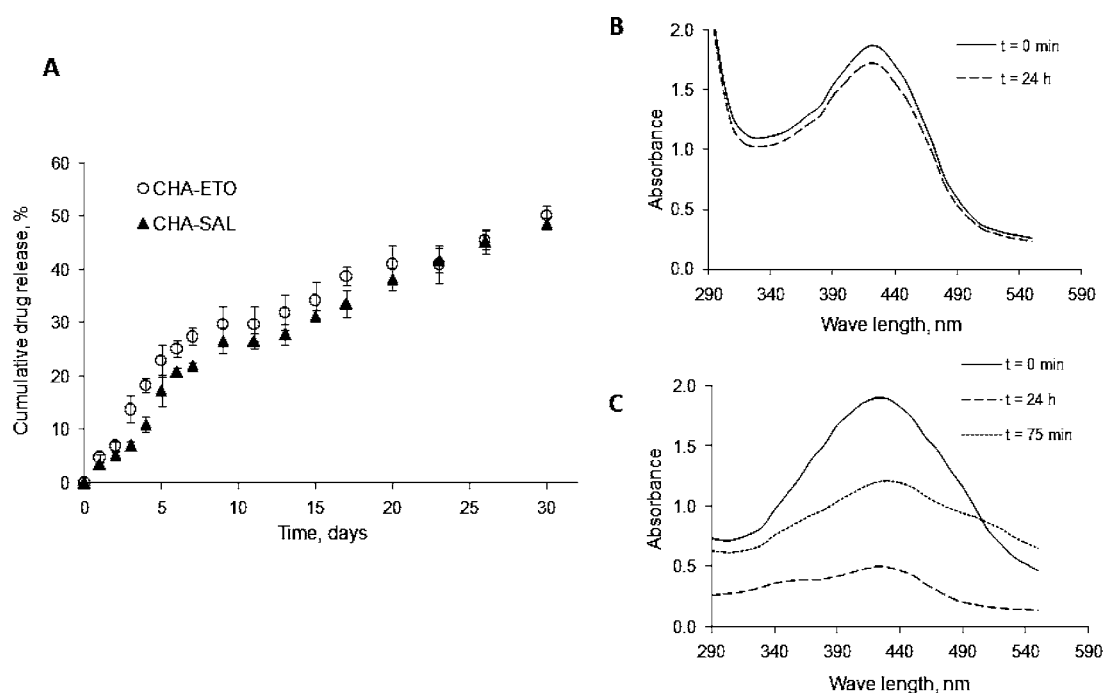 A
60
50
40
30
20
10
0
Cumulative drug release, %
CHA-ETO
CHA-SAL
0 5 10 15 20 25 30
Time, days
B
2.0
1.5
1.0
0.5
0.0
Absorbance
t = 0 min
t = 24 h
290 340 390 440 490 540 590
Wave length, nm
C
2.0
1.5
1.0
0.5
0.0
Absorbance
t = 0 min
t = 24 h
t = 75 min
290 340 390 440 490 540 590
Wave length, nm